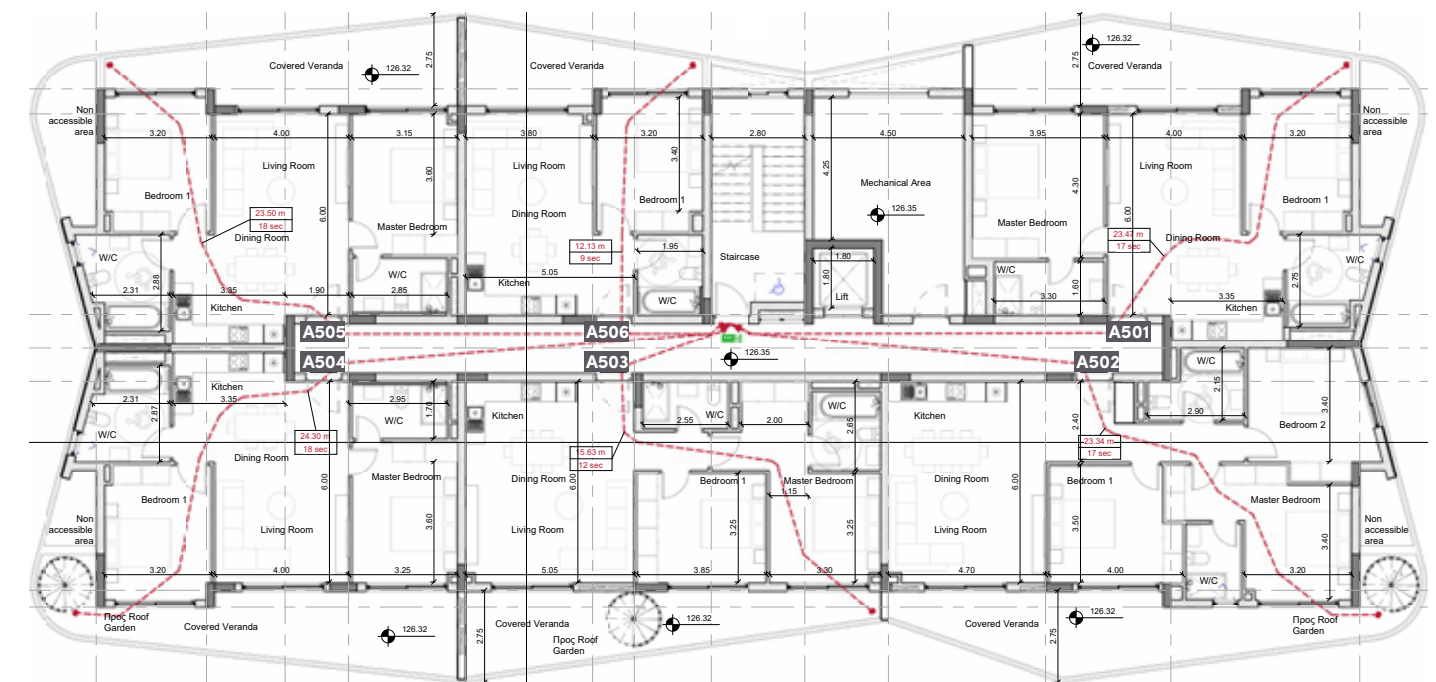 126.32
2.75
Covered Veranda
126.32
Covered Veranda
2.75
Covered Veranda
Non
accessible
area
Non
accessible
area
3.20
4.00
3.15
3.80
3.20
2.80
4.50
3.95
4.00
3.20
3.40
3.60
4.25
4.30
Living Room
Living Room
Living Room
Mechanical Area
Bedroom 1
Bedroom 1
Bedroom 1
6.00
6.00
126.35
23.50 m
18 sec
Dining Room
Master Bedroom
Dining Room
Master Bedroom
23.47 m
17 sec
Dining Room
12.13 m
9 sec
1.95
Staircase
1.80
W/C
2.88
W/C
5.05
Kitchen
1.80
W/C
2.75
W/C
2.31
3.35
1.90
2.85
W/C
Lift
3.30
1.60
3.35
Kitchen
Kitchen
A505
A506
A501
A504
A503
126.35
A502
Kitchen
W/C
2.15
2.31
2.87
3.35
2.95
1.70
W/C
Kitchen
2.55
W/C
2.00
W/C
2.65
Kitchen
2.40
2.90
3.40
Bedroom 2
W/C
24.30 m
18 sec
15.63 m
12 sec
23.34 m
17 sec
Dining Room
6.00
Master Bedroom
Dining Room
6.00
Bedroom 1
Master Bedroom
1.15
Dining Room
6.00
Bedroom 1
Bedroom 1
Master Bedroom
Non
accessible
area
Living Room
3.60
Living Room
3.25
3.25
Living Room
3.50
3.40
Non
accessible
area
3.20
4.00
3.25
5.05
3.85
3.30
4.70
4.00
W/C
3.20
Προς Roof
Garden
Covered Veranda
126.32
2.75
Covered Veranda
Προς Roof
Garden
126.32
Covered Veranda
2.75
126.32
Προς Roof
Garden